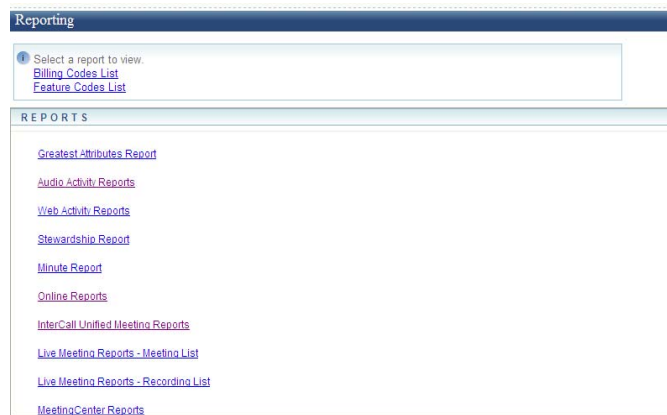 Reporting
Select a report to view.
Billing Codes List
Feature Codes List
REPORTS
Greatest Attributes Report
Audio Activity Reports
Web Activity Reports
Stewardship Report
Minute Report
Online Reports
InterCall Unified Meeting Reports
Live Meeting Reports - Meeting List
Live Meeting Reports - Recording List
MeetingCenter Reports